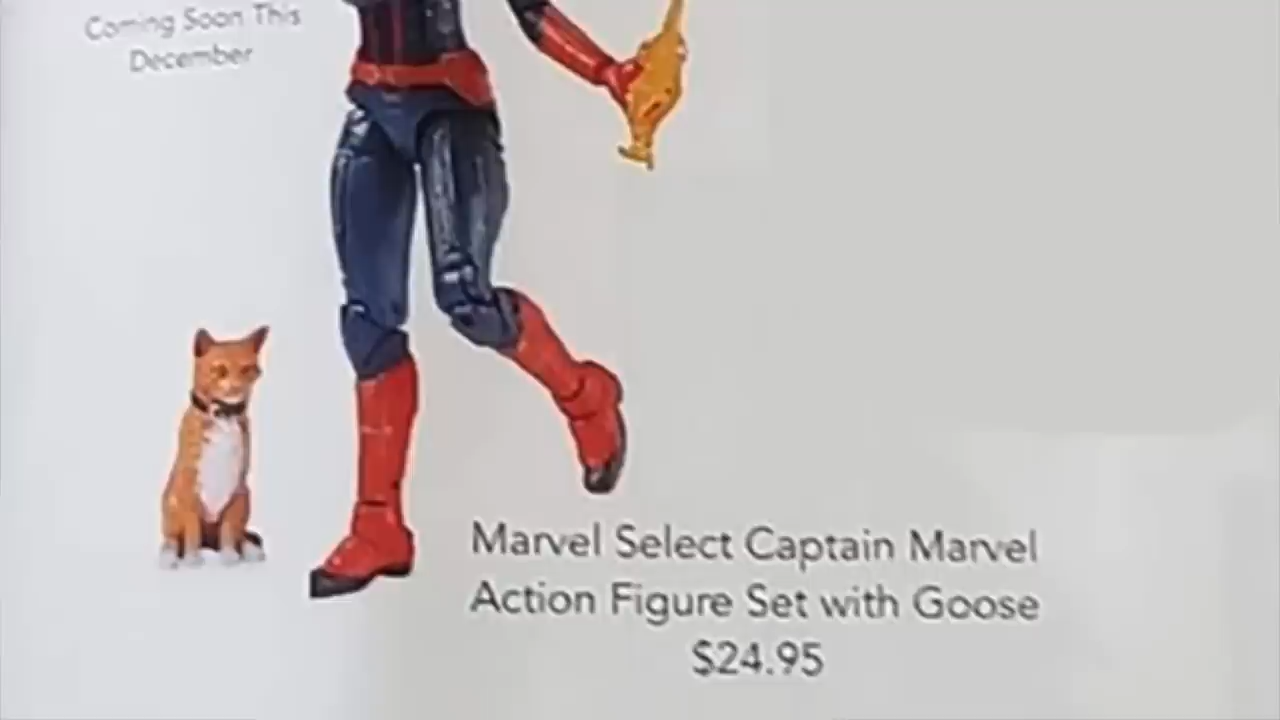 Coming Soon This
December
Marvel Select Captain Marvel
Action Figure Set with Goose
$24.95